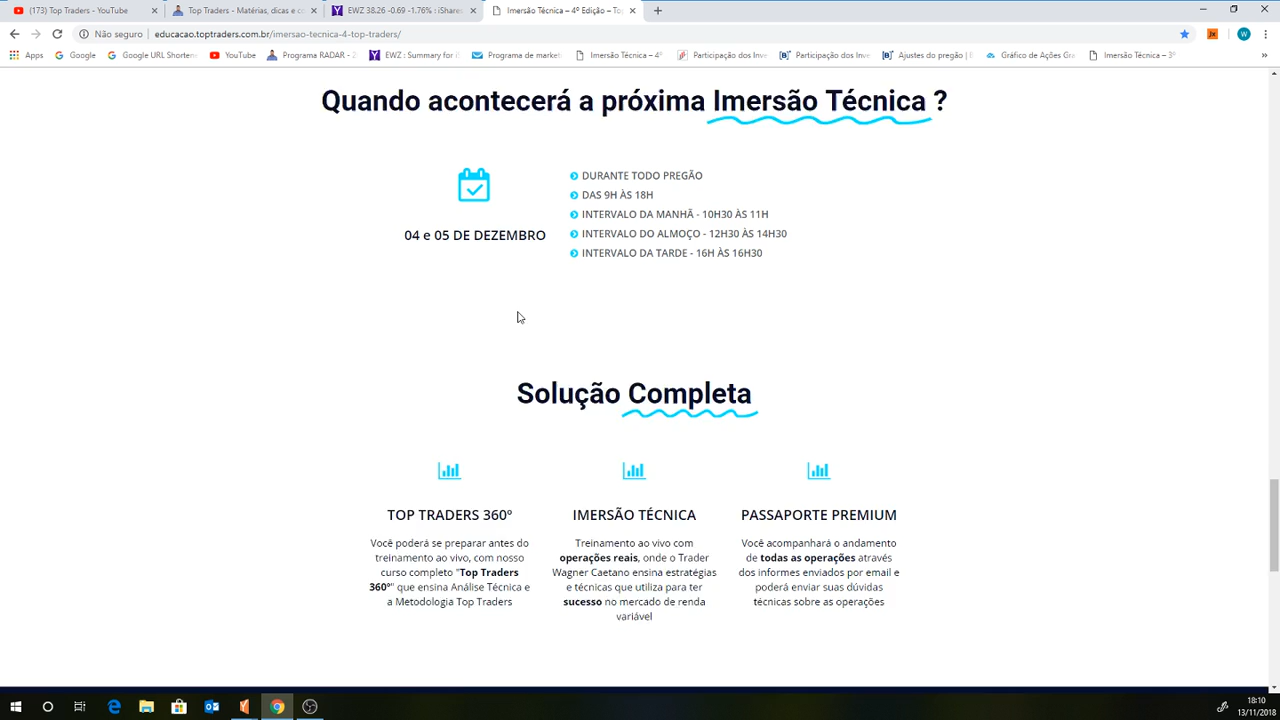 (173) Top Traders - YouTube
Top Traders - Matérias, dicas e co
EWZ 38.26 -0.69 -1.76% : iShares
Imersão Técnica – 4º Edição – To
Não seguro
educacao.toptraders.com.br/imersao-tecnica-4-top-traders/
Apps
Google
Google URL Shorten
YouTube
Programa RADAR - 2
EWZ : Summary for i
Programa de market
Imersão Técnica – 4º
Participação dos Inve
Participação dos Inve
Ajustes do pregão |
Gráfico de Ações Gra
Imersão Técnica – 3º
Quando acontecerá a próxima Imersão Técnica ?
04 e 05 DE DEZEMBRO
DURANTE TODO PREGÃO
DAS 9H ÀS 18H
INTERVALO DA MANHÃ - 10H30 ÀS 11H
INTERVALO DO ALMOÇO - 12H30 ÀS 14H30
INTERVALO DA TARDE - 16H ÀS 16H30
Solução Completa
TOP TRADERS 360º
Você poderá se preparar antes do
treinamento ao vivo, com nosso
curso completo "Top Traders
360º" que ensina Análise Técnica e
a Metodologia Top Traders
IMERSÃO TÉCNICA
Treinamento ao vivo com
operações reais, onde o Trader
Wagner Caetano ensina estratégias
e técnicas que utiliza para ter
sucesso no mercado de renda
variável
PASSAPORTE PREMIUM
Você acompanhará o andamento
de todas as operações através
dos informes enviados por email e
poderá enviar suas dúvidas
técnicas sobre as operações
18:10
13/11/2018